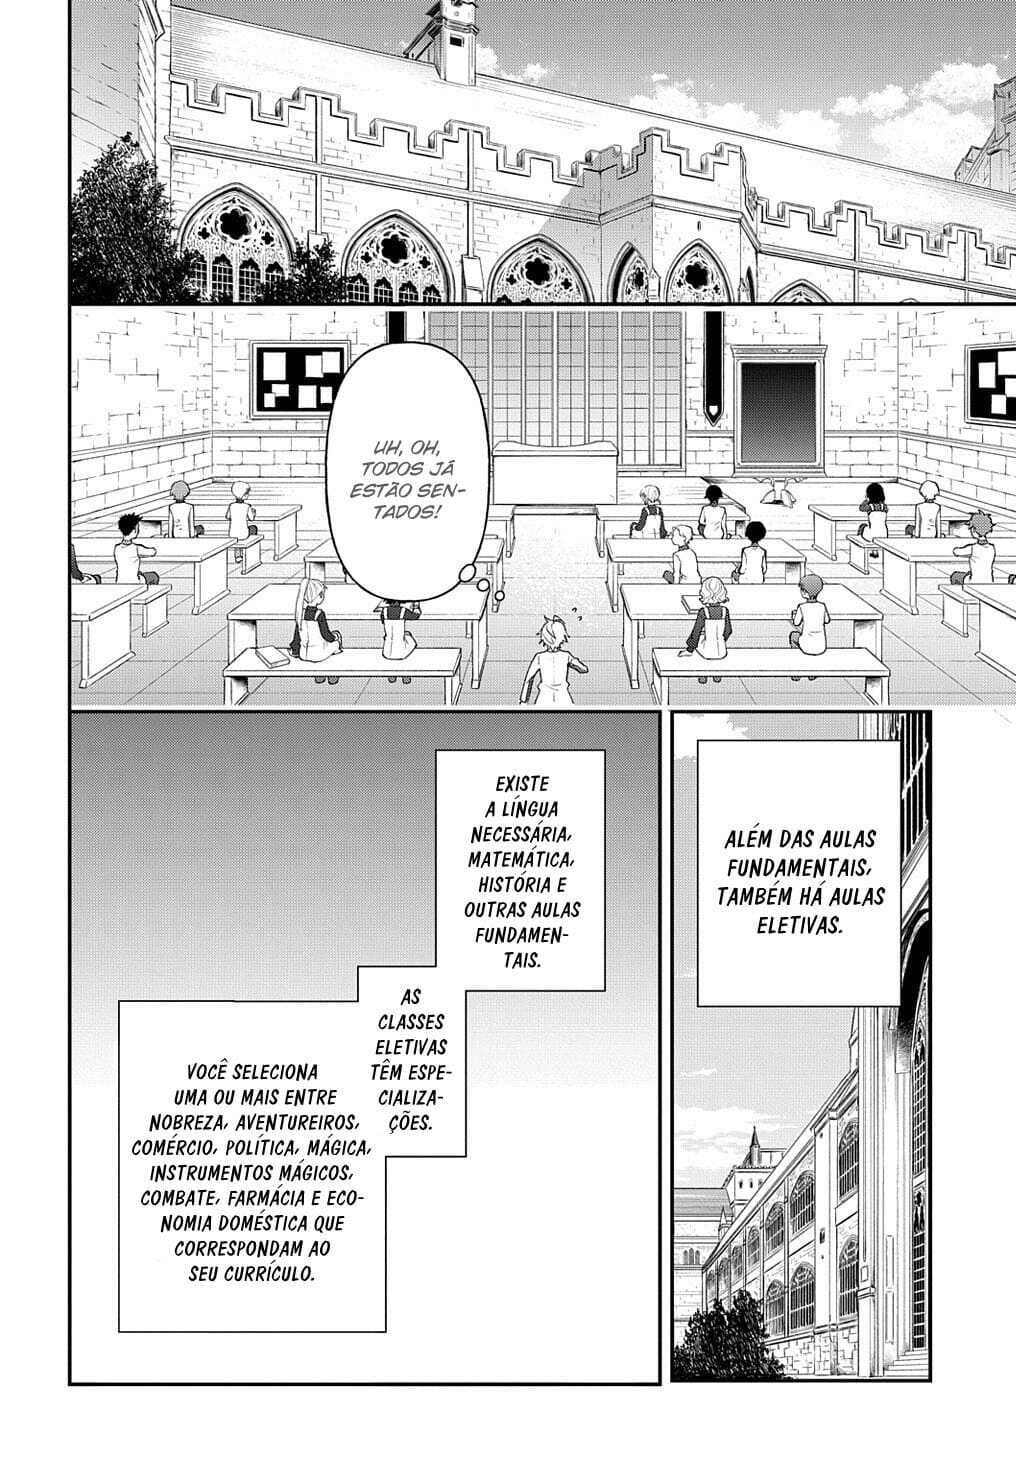 UH, OH,
TODOS JÁ
ESTÃO SEN-
TADOS!
ALÉM DAS AULAS
FUNDAMENTAIS,
TAMBÉM HÁ AULAS
ELETIVAS.
EXISTE
A LÍNGUA
NECESSÁRIA,
MATEMÁTICA,
HISTÓRIA E
OUTRAS AULAS
FUNDAMEN-
TAIS.
AS
CLASSES
ELETIVAS
TÊM ESPE-
CIALIZA-
ÇÕES.
VOCÊ SELECIONA
UMA OU MAIS ENTRE
NOBREZA, AVENTUREIROS,
COMÉRCIO, POLÍTICA, MÁGICA,
INSTRUMENTOS MÁGICOS,
COMBATE, FARMÁCIA E ECO-
NOMIA DOMÉSTICA QUE
CORRESPONDAM AO
SEU CURRÍCULO.